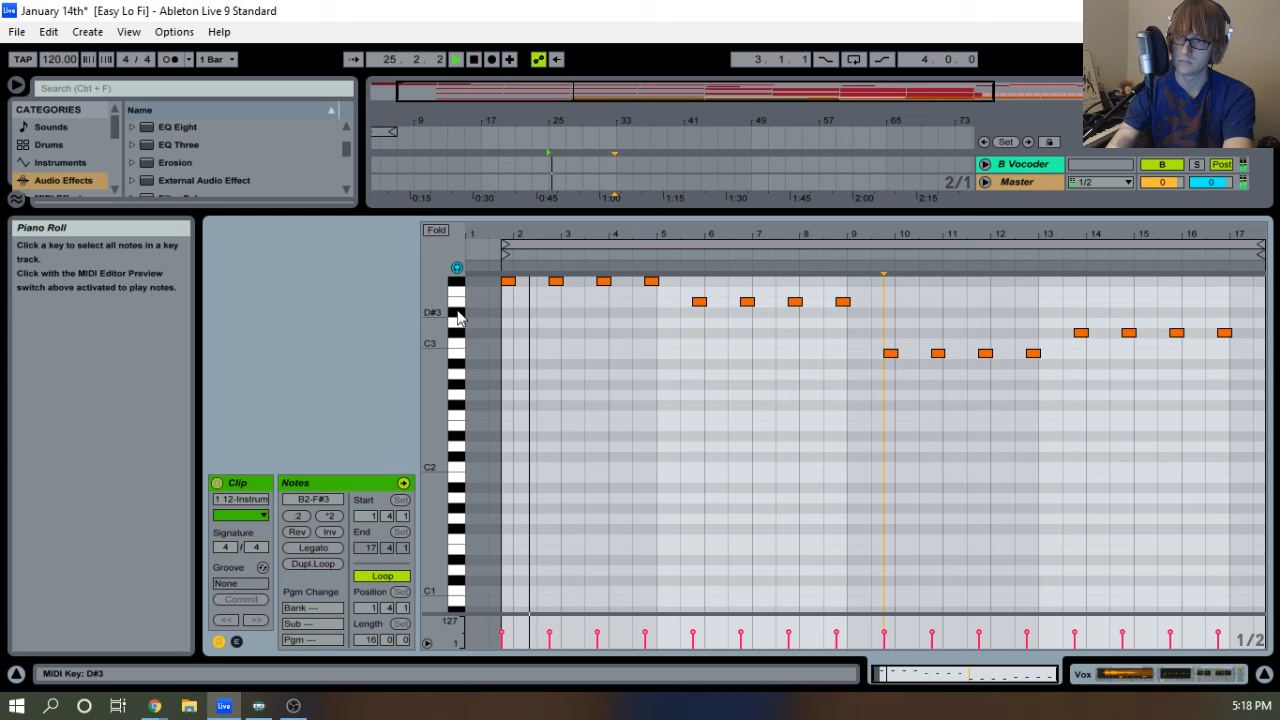 Live January 14th* [Easy Lo Fi] - Ableton Live 9 Standard
File Edit Create View Options Help
TAP 120.00 4 / 4 1 Bar 25. 2. 2 3. 1. 1 4. 0. 0
Search (Ctrl + F)
CATEGORIES Name
Sounds EQ Eight
Drums EQ Three
Instruments Erosion
Audio Effects External Audio Effect
9 17 25 33 41 49 57 65 73 Set
B Vocoder B S Post
2/1 Master 1/2 0 0
0:15 0:30 0:45 1:00 1:15 1:30 1:45 2:00 2:15
Piano Roll
Click a key to select all notes in a key
track.
Click with the MIDI Editor Preview
switch above activated to play notes.
Fold 1 2 3 4 5 6 7 8 9 10 11 12 13 14 15 16 17
D#3
C3
C2
C1
127
1
1/2
Clip
1 12-Instrum
Signature
4 / 4
Groove
None
Commit
<< >>
Notes
B2-F#3
:2 *2
Rev Inv
Legato
Dupl.Loop
Pgm Change
Bank ---
Sub ---
Pgm ---
Start Set
1 4 1
End Set
17 4 1
Loop
Position Set
1 4 1
Length Set
16 0 0
E
MIDI Key: D#3
Vox
Live
5:18 PM